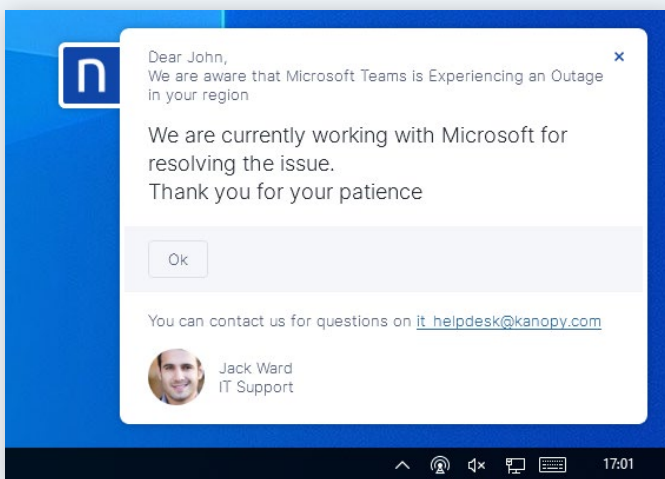 n
Dear John,
We are aware that Microsoft Teams is Experiencing an Outage
in your region
We are currently working with Microsoft for
resolving the issue.
Thank you for your patience
Ok
You can contact us for questions on it_helpdesk@kanopy.com
Jack Ward
IT Support
17:01